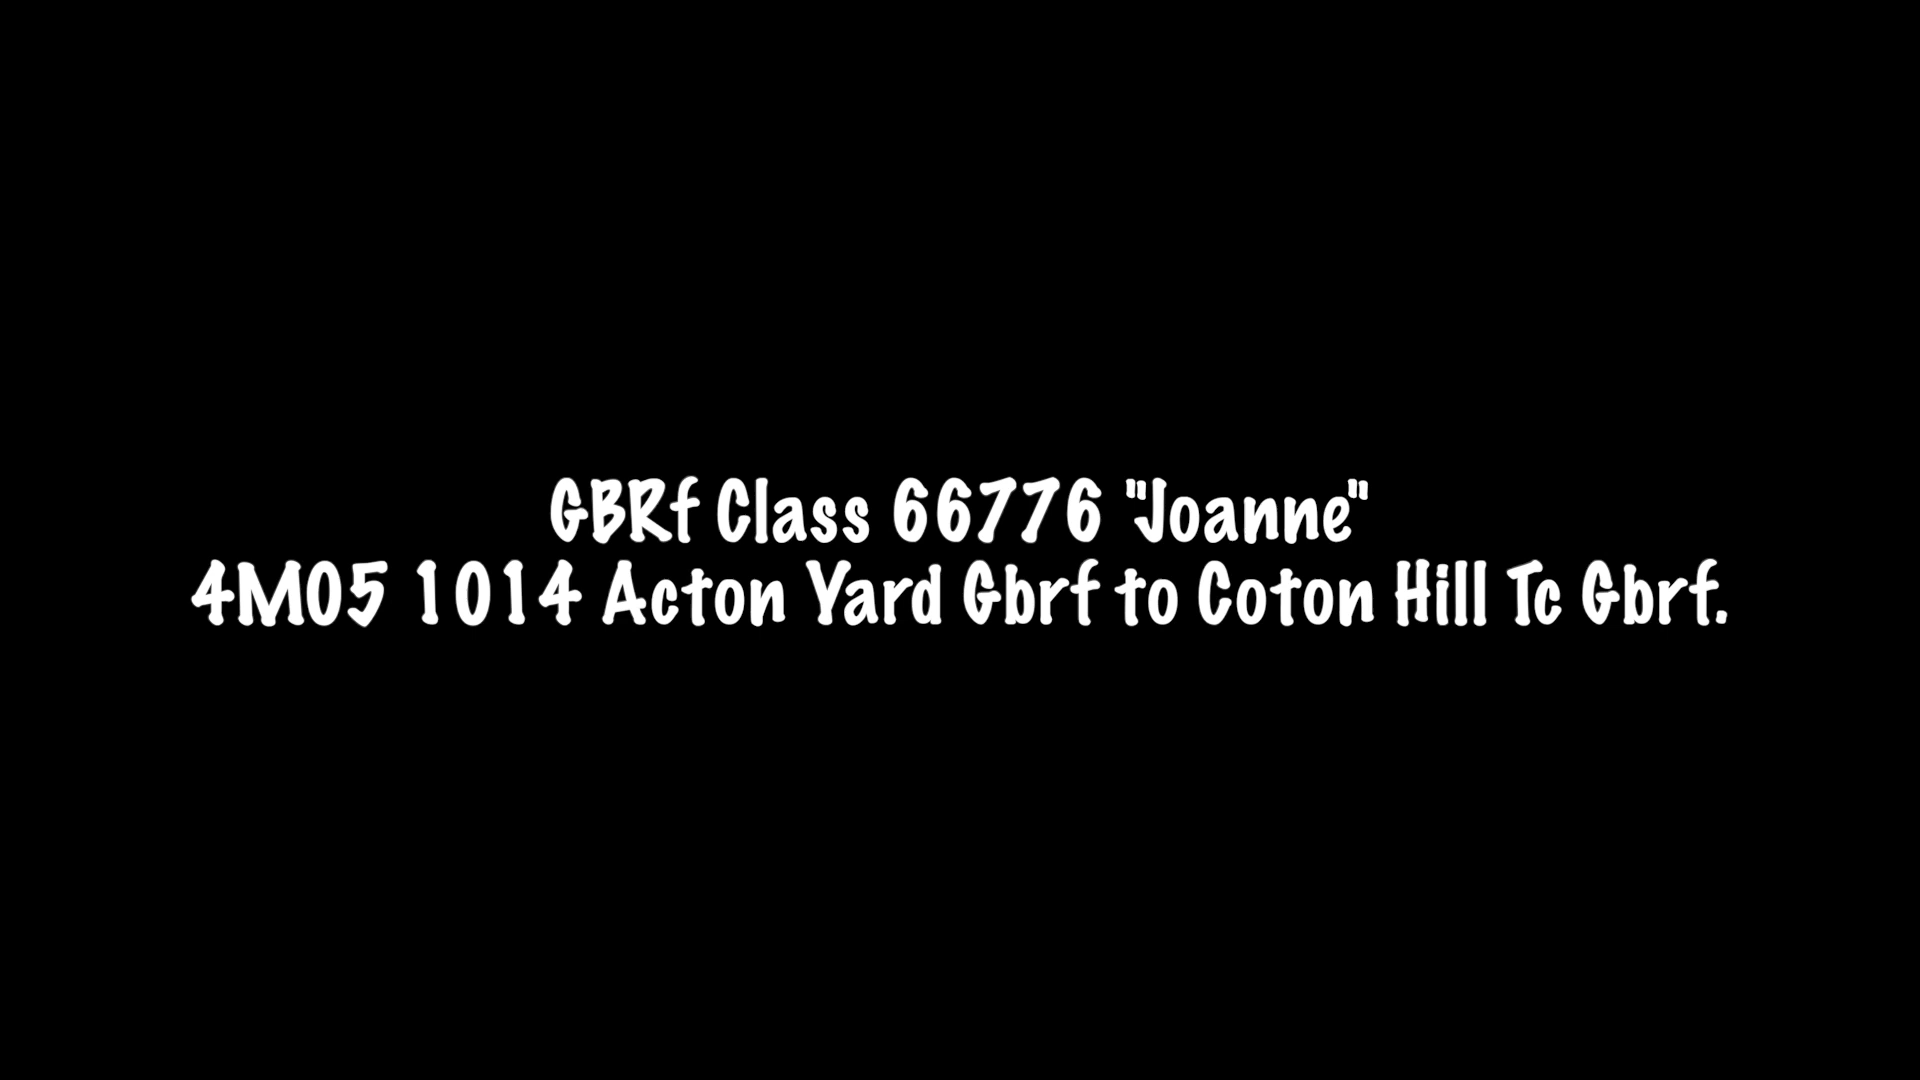 GBRf Class 66776 "Joanne"
4M05 1014 Acton Yard Gbrf to Coton Hill Tc Gbrf.